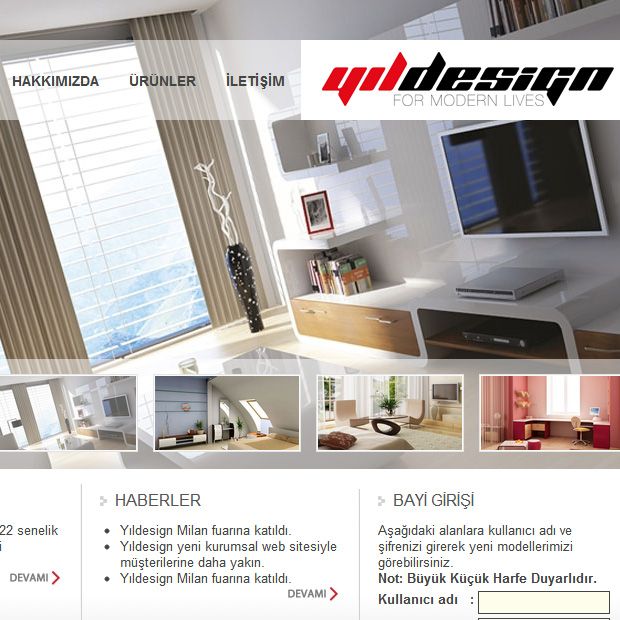 HAKKIMIZDA ÜRÜNLER İLETİŞİM
yıldesign
FOR MODERN LIVES
22 senelik
i
DEVAMI
HABERLER
Yıldesign Milan fuarına katıldı.
Yıldesign yeni kurumsal web sitesiyle
müşterilerine daha yakın.
Yıldesign Milan fuarına katıldı.
DEVAMI
BAYİ GİRİŞİ
Aşağıdaki alanlara kullanıcı adı ve
şifrenizi girerek yeni modellerimizi
görebilirsiniz.
Not: Büyük Küçük Harfe Duyarlıdır.
Kullanıcı adı :